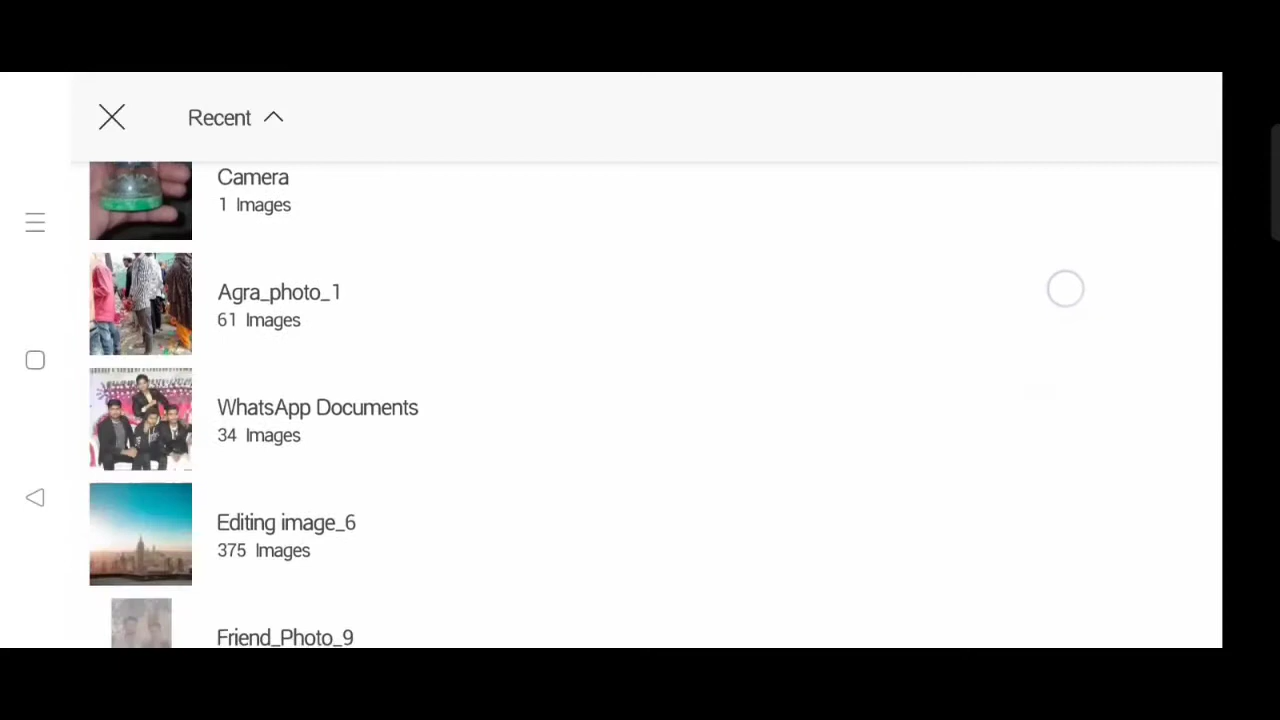 Recent
Camera
1 Images
Agra_photo_1
61 Images
WhatsApp Documents
34 Images
Editing image_6
375 Images
Friend_Photo_9